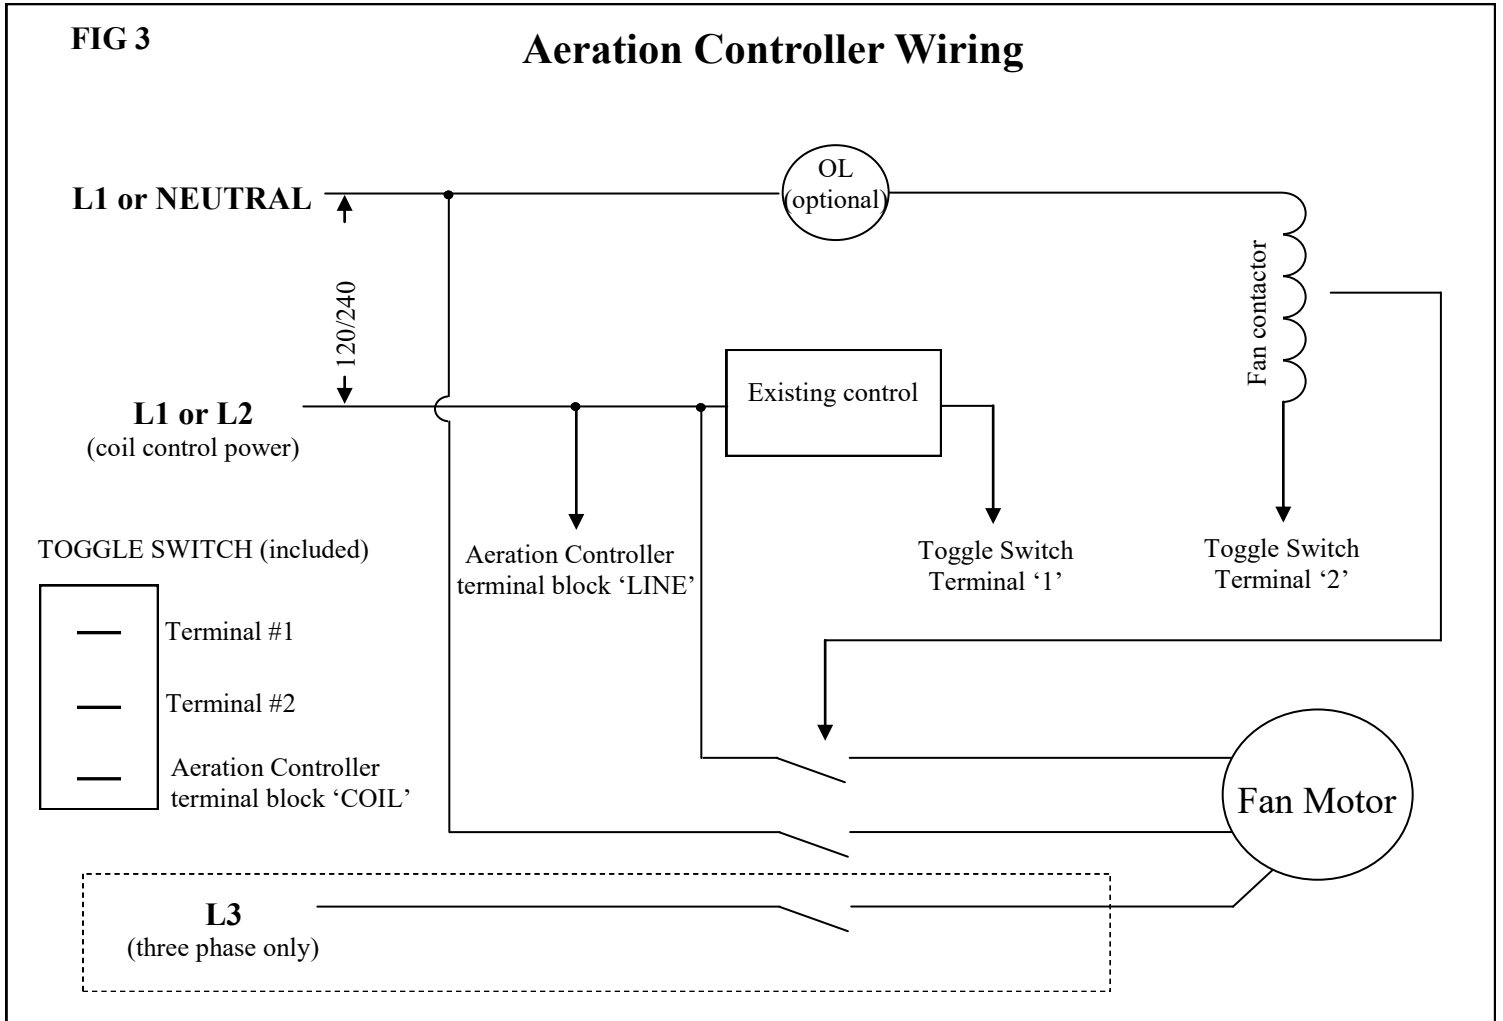 FIG 3
Aeration Controller Wiring
OL
(optional)
L1 or NEUTRAL
120/240
Fan contactor
Existing control
L1 or L2
(coil control power)
TOGGLE SWITCH (included)
Aeration Controller
terminal block ‘LINE’
Toggle Switch
Terminal ‘1’
Toggle Switch
Terminal ‘2’
Terminal #1
Terminal #2
Aeration Controller
terminal block ‘COIL’
Fan Motor
L3
(three phase only)